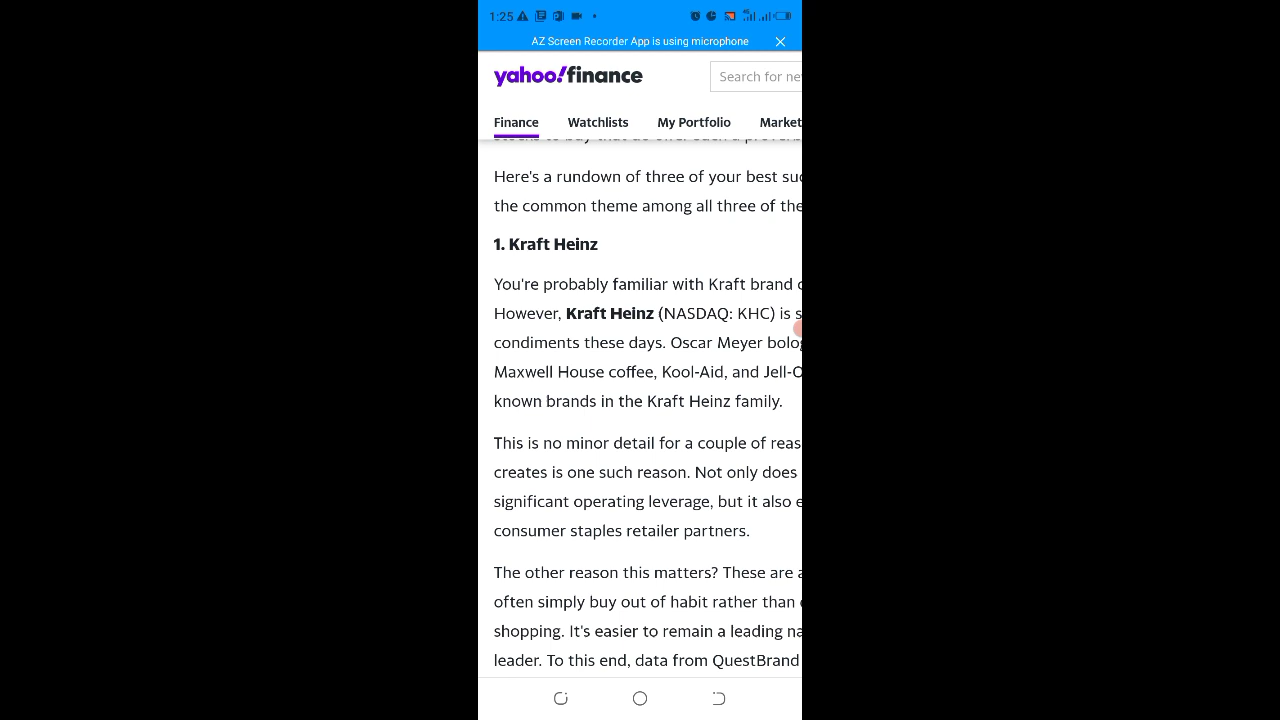 1:25
AZ Screen Recorder App is using microphone
yahoo!finance
Search for
Finance Watchlists My Portfolio Market
Here's a rundown of three of your best
the common theme among all three of the
1. Kraft Heinz
You're probably familiar with Kraft brand
However, Kraft Heinz (NASDAQ: KHC) is
condiments these days. Oscar Meyer
Maxwell House coffee, Kool-Aid, and Jell-O
known brands in the Kraft Heinz family.
This is no minor detail for a couple of
creates is one such reason. Not only does
significant operating leverage, but it also
consumer staples retailer partners.
The other reason this matters? These are
often simply buy out of habit rather than
shopping. It's easier to remain a leading
leader. To this end, data from QuestBrand